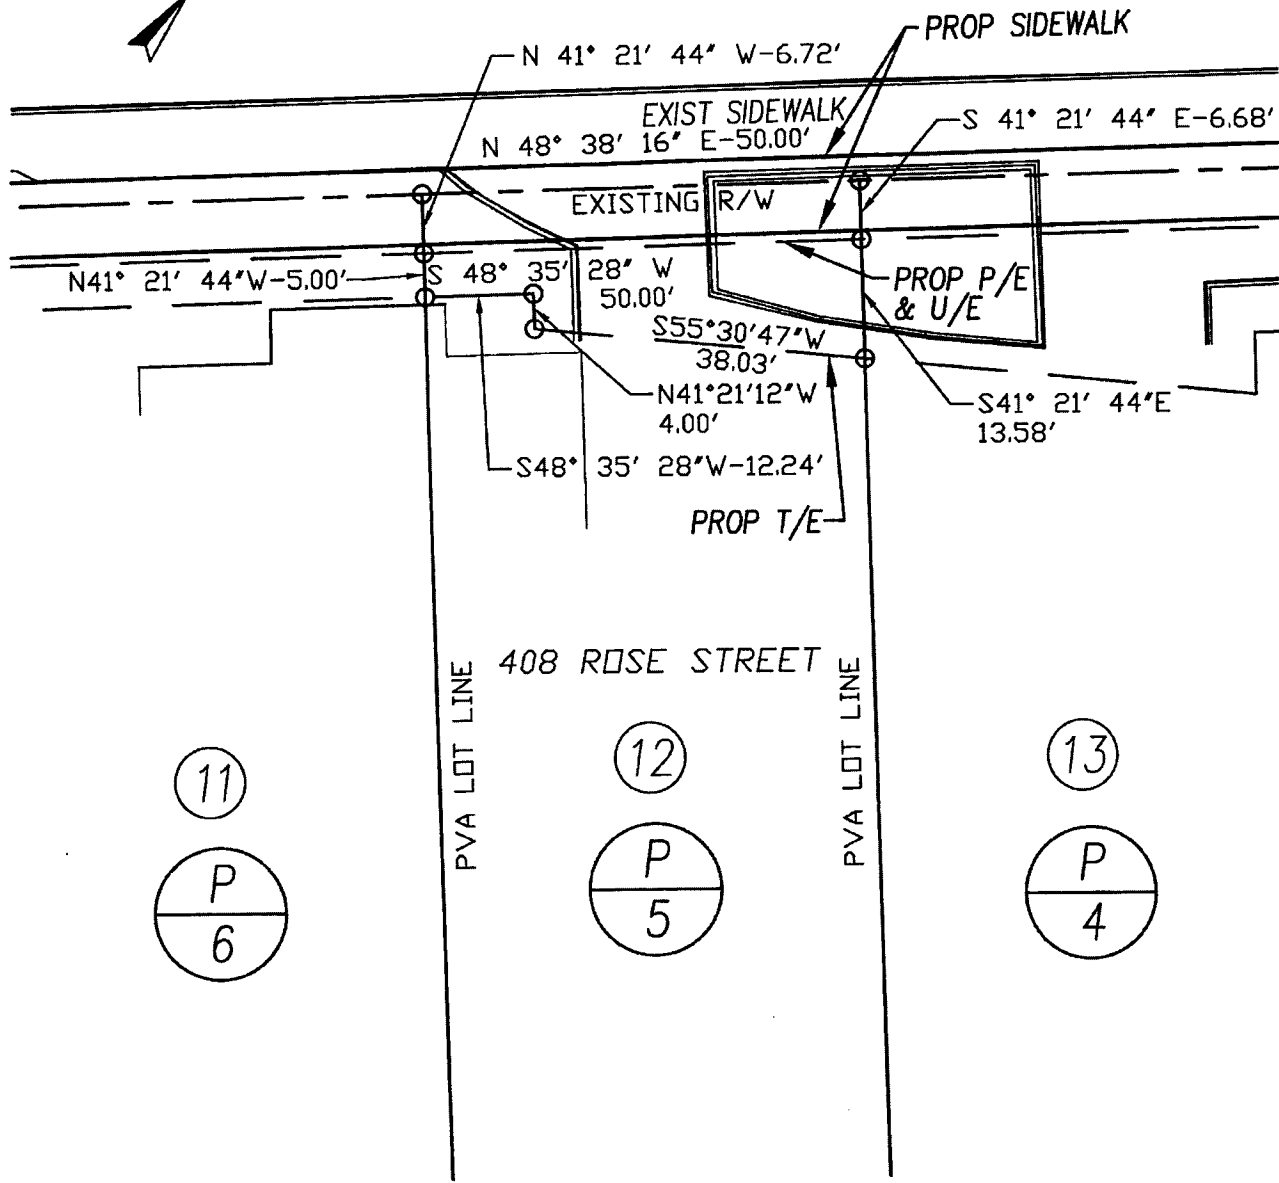 PROP SIDEWALK
N 41° 21' 44" W-6.72'
EXIST SIDEWALK
S 41° 21' 44" E-6.68'
N 48° 38' 16" E-50.00'
EXISTING R/W
N41° 21' 44"W-5.00'
S 48° 35' 28" W
50.00'
PROP P/E
& U/E
S55°30'47"W
38.03'
N41°21'12"W
4.00'
S41° 21' 44"E
13.58'
S48° 35' 28"W-12.24'
PROP T/E
408 ROSE STREET
PVA LOT LINE
PVA LOT LINE
11
12
13
P
6
P
5
P
4